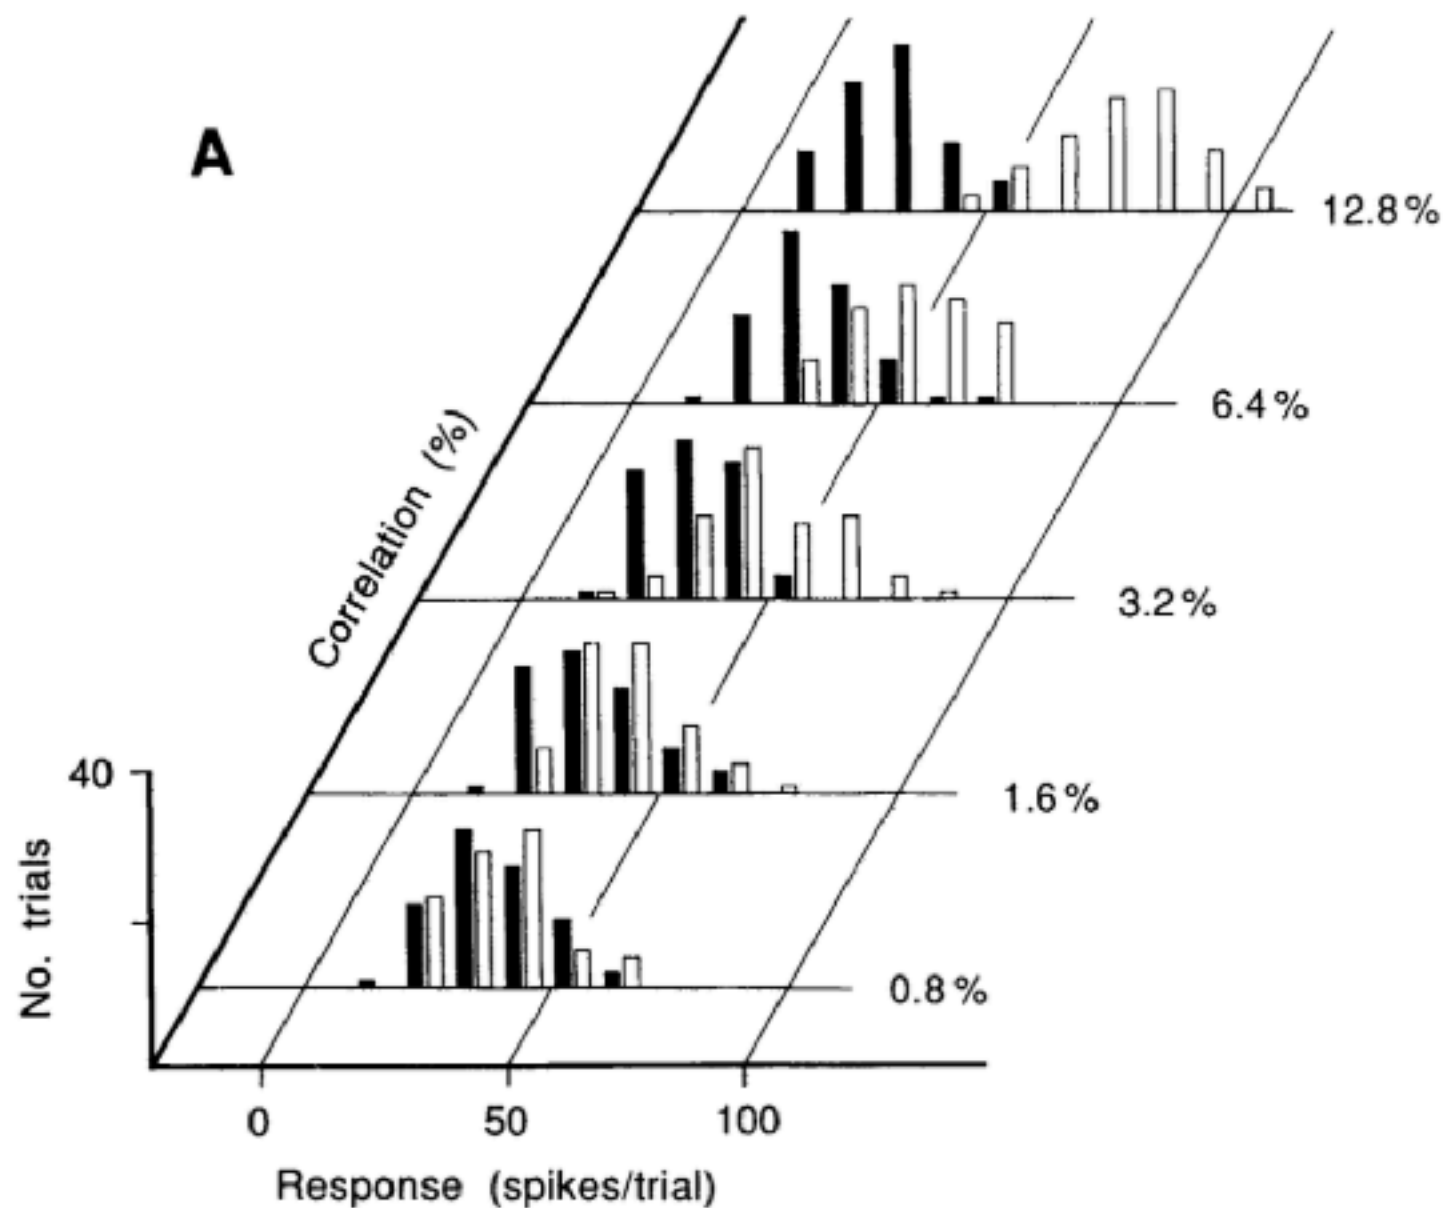 A
12.8%
6.4%
Correlation (%)
3.2%
40
1.6%
No. trials
0.8%
0 50 100
Response (spikes/trial)